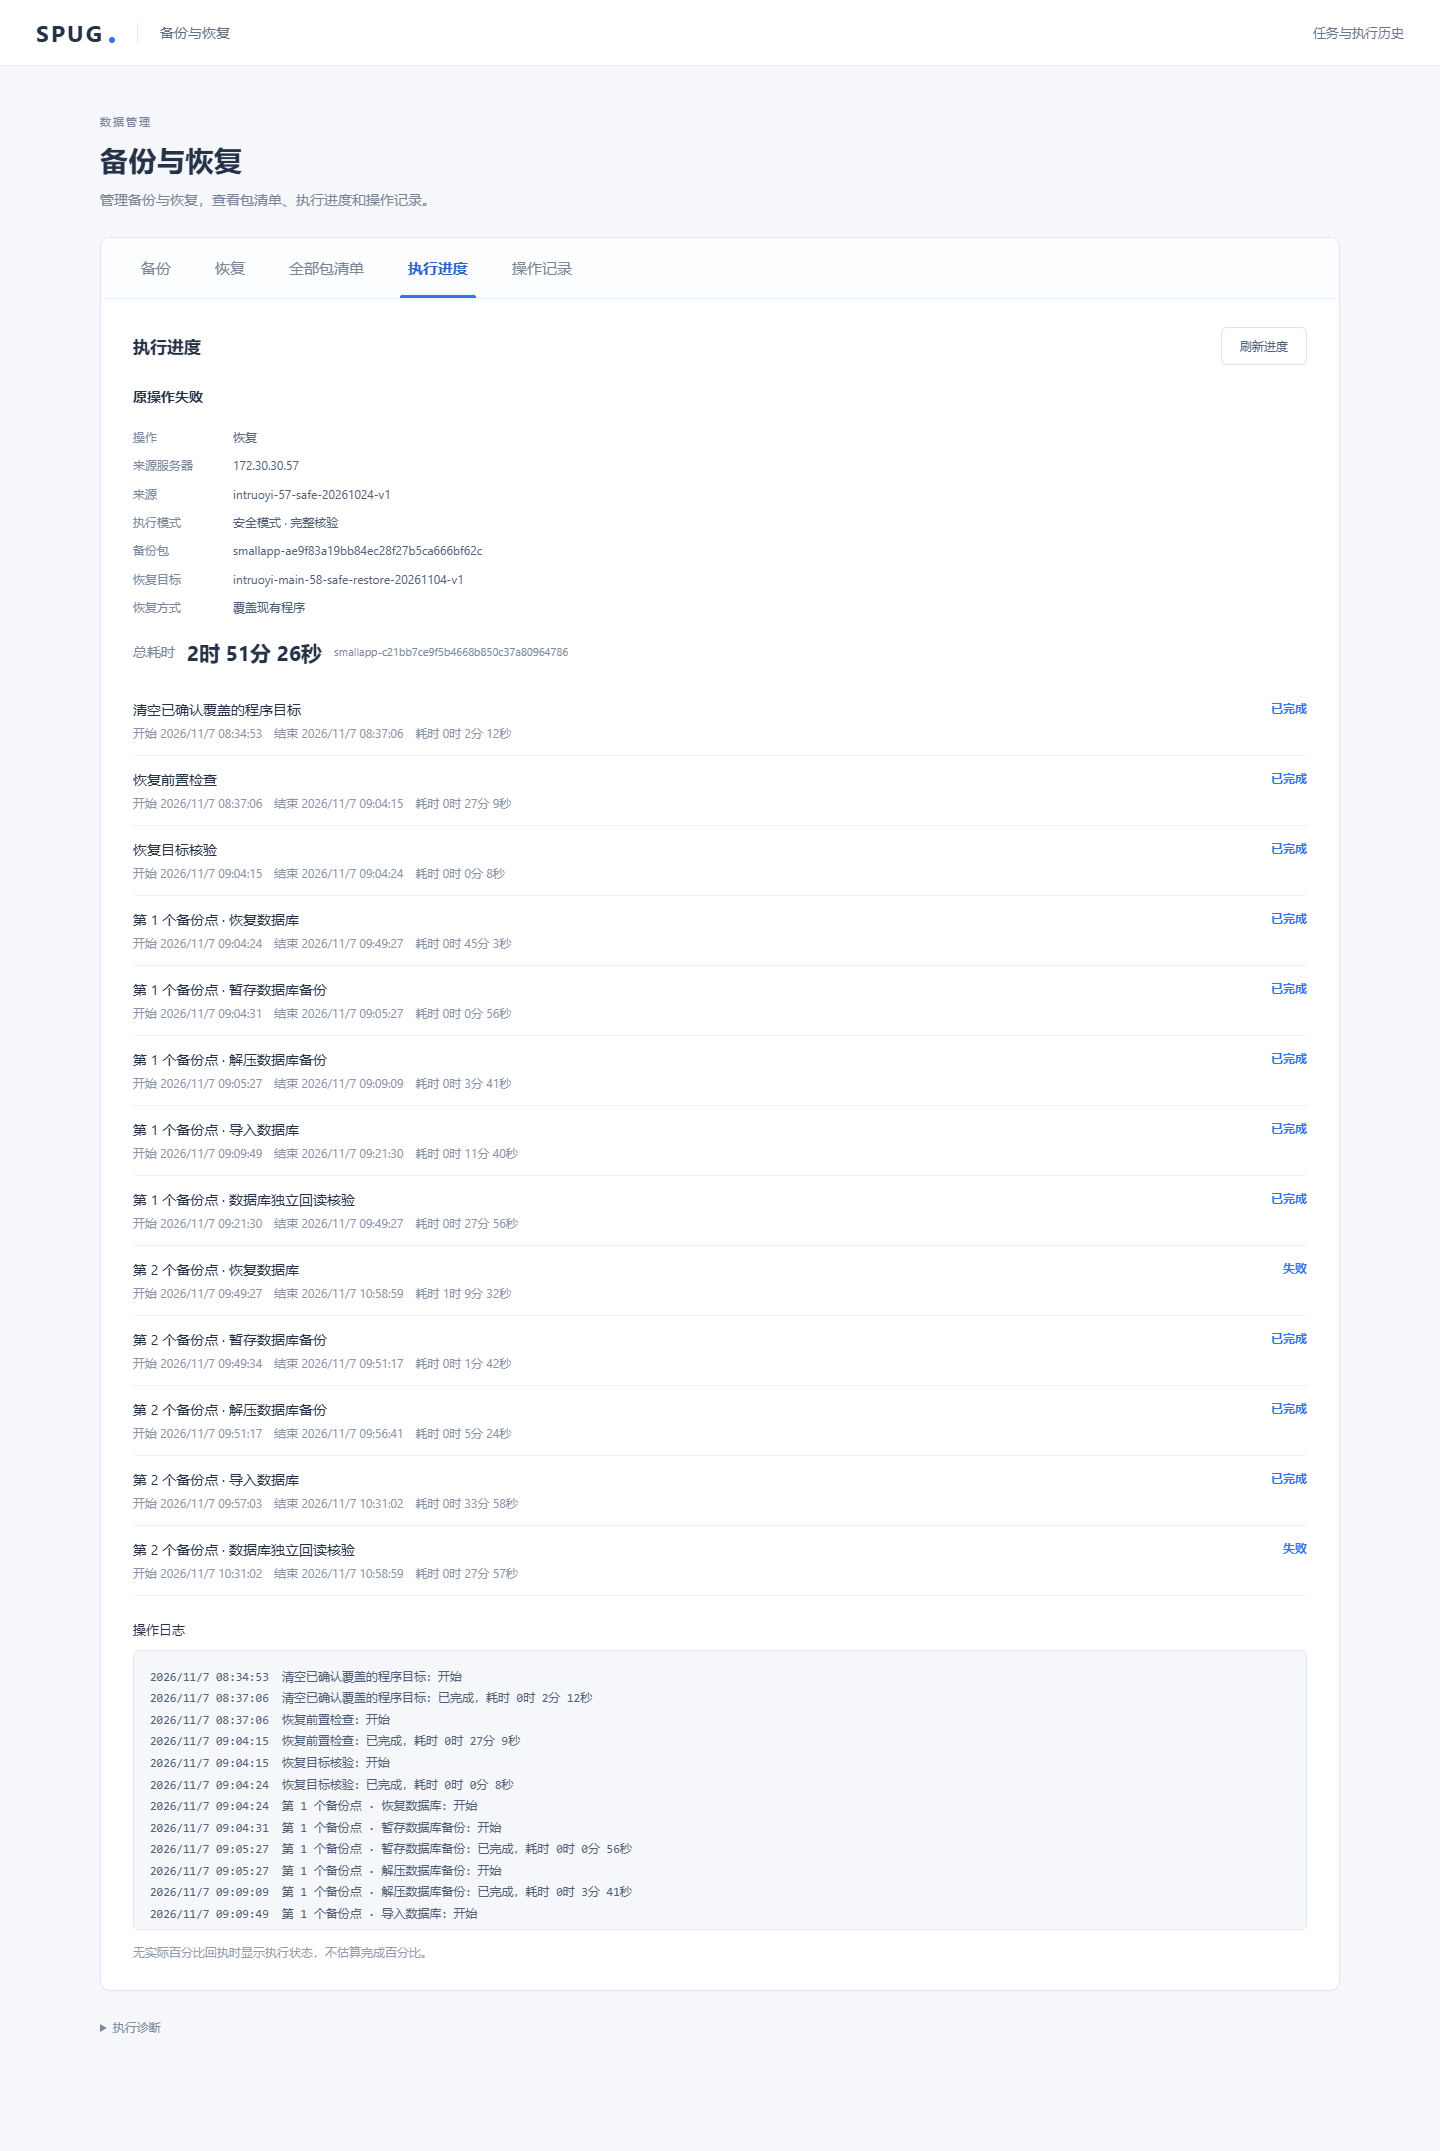 SPUG.
备份与恢复
任务与执行历史
数据管理
备份与恢复
管理备份与恢复，查看包清单、执行进度和操作记录。
备份 恢复 全部包清单 执行进度 操作记录
执行进度
刷新进度
原操作失败
操作 恢复
来源服务器 172.30.30.57
来源 intruoyi-57-safe-20261024-v1
执行模式 安全模式 · 完整核验
备份包 smallapp-ae9f83a19bb84ec28f27b5ca666bf62c
恢复目标 intruoyi-main-58-safe-restore-20261104-v1
恢复方式 覆盖现有程序
总耗时 2时 51分 26秒 smallapp-c21bb7ce9f5b4668b850c37a80964786
清空已确认覆盖的程序目标 已完成
开始 2026/11/7 08:34:53 结束 2026/11/7 08:37:06 耗时 0时 2分 12秒
恢复前置检查 已完成
开始 2026/11/7 08:37:06 结束 2026/11/7 09:04:15 耗时 0时 27分 9秒
恢复目标核验 已完成
开始 2026/11/7 09:04:15 结束 2026/11/7 09:04:24 耗时 0时 0分 8秒
第 1 个备份点 · 恢复数据库 已完成
开始 2026/11/7 09:04:24 结束 2026/11/7 09:49:27 耗时 0时 45分 3秒
第 1 个备份点 · 暂存数据库备份 已完成
开始 2026/11/7 09:04:31 结束 2026/11/7 09:05:27 耗时 0时 0分 56秒
第 1 个备份点 · 解压数据库备份 已完成
开始 2026/11/7 09:05:27 结束 2026/11/7 09:09:09 耗时 0时 3分 41秒
第 1 个备份点 · 导入数据库 已完成
开始 2026/11/7 09:09:49 结束 2026/11/7 09:21:30 耗时 0时 11分 40秒
第 1 个备份点 · 数据库独立回读核验 已完成
开始 2026/11/7 09:21:30 结束 2026/11/7 09:49:27 耗时 0时 27分 56秒
第 2 个备份点 · 恢复数据库 失败
开始 2026/11/7 09:49:27 结束 2026/11/7 10:58:59 耗时 1时 9分 32秒
第 2 个备份点 · 暂存数据库备份 已完成
开始 2026/11/7 09:49:34 结束 2026/11/7 09:51:17 耗时 0时 1分 42秒
第 2 个备份点 · 解压数据库备份 已完成
开始 2026/11/7 09:51:17 结束 2026/11/7 09:56:41 耗时 0时 5分 24秒
第 2 个备份点 · 导入数据库 已完成
开始 2026/11/7 09:57:03 结束 2026/11/7 10:31:02 耗时 0时 33分 58秒
第 2 个备份点 · 数据库独立回读核验 失败
开始 2026/11/7 10:31:02 结束 2026/11/7 10:58:59 耗时 0时 27分 57秒
操作日志
2026/11/7 08:34:53 清空已确认覆盖的程序目标: 开始
2026/11/7 08:37:06 清空已确认覆盖的程序目标: 已完成, 耗时 0时 2分 12秒
2026/11/7 08:37:06 恢复前置检查: 开始
2026/11/7 09:04:15 恢复前置检查: 已完成, 耗时 0时 27分 9秒
2026/11/7 09:04:15 恢复目标核验: 开始
2026/11/7 09:04:24 恢复目标核验: 已完成, 耗时 0时 0分 8秒
2026/11/7 09:04:24 第 1 个备份点 · 恢复数据库: 开始
2026/11/7 09:04:31 第 1 个备份点 · 暂存数据库备份: 开始
2026/11/7 09:05:27 第 1 个备份点 · 暂存数据库备份: 已完成, 耗时 0时 0分 56秒
2026/11/7 09:05:27 第 1 个备份点 · 解压数据库备份: 开始
2026/11/7 09:09:09 第 1 个备份点 · 解压数据库备份: 已完成, 耗时 0时 3分 41秒
2026/11/7 09:09:49 第 1 个备份点 · 导入数据库: 开始
无实际百分比回执时显示执行状态，不估算完成百分比。
▶ 执行诊断